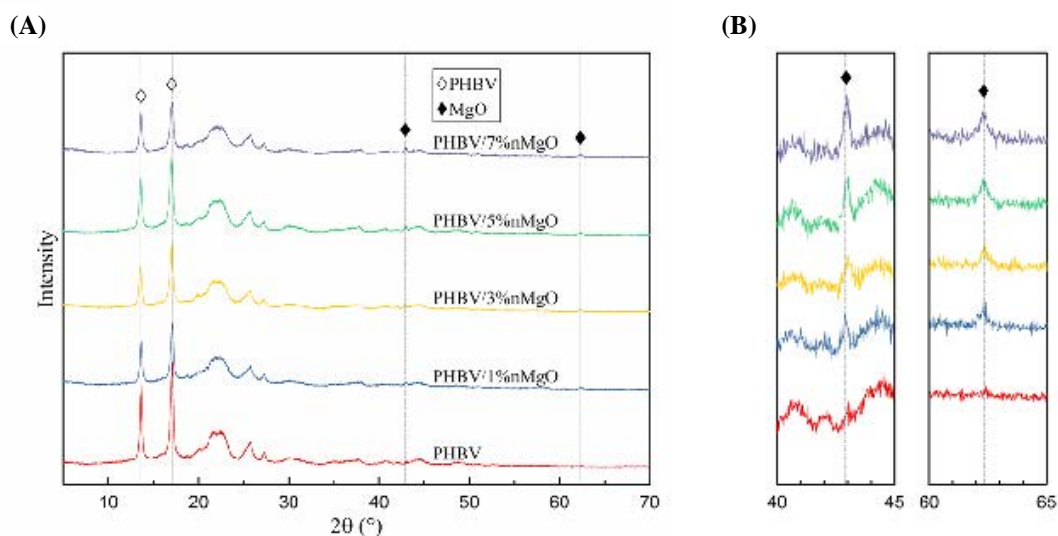 (A)
(B)
◇PHBV
◆MgO
PHBV/7%nMgO
PHBV/5%nMgO
PHBV/3%nMgO
PHBV/1%nMgO
PHBV
Intensity
10 20 30 40 50 60 70
2θ (°)
40 45 60 65